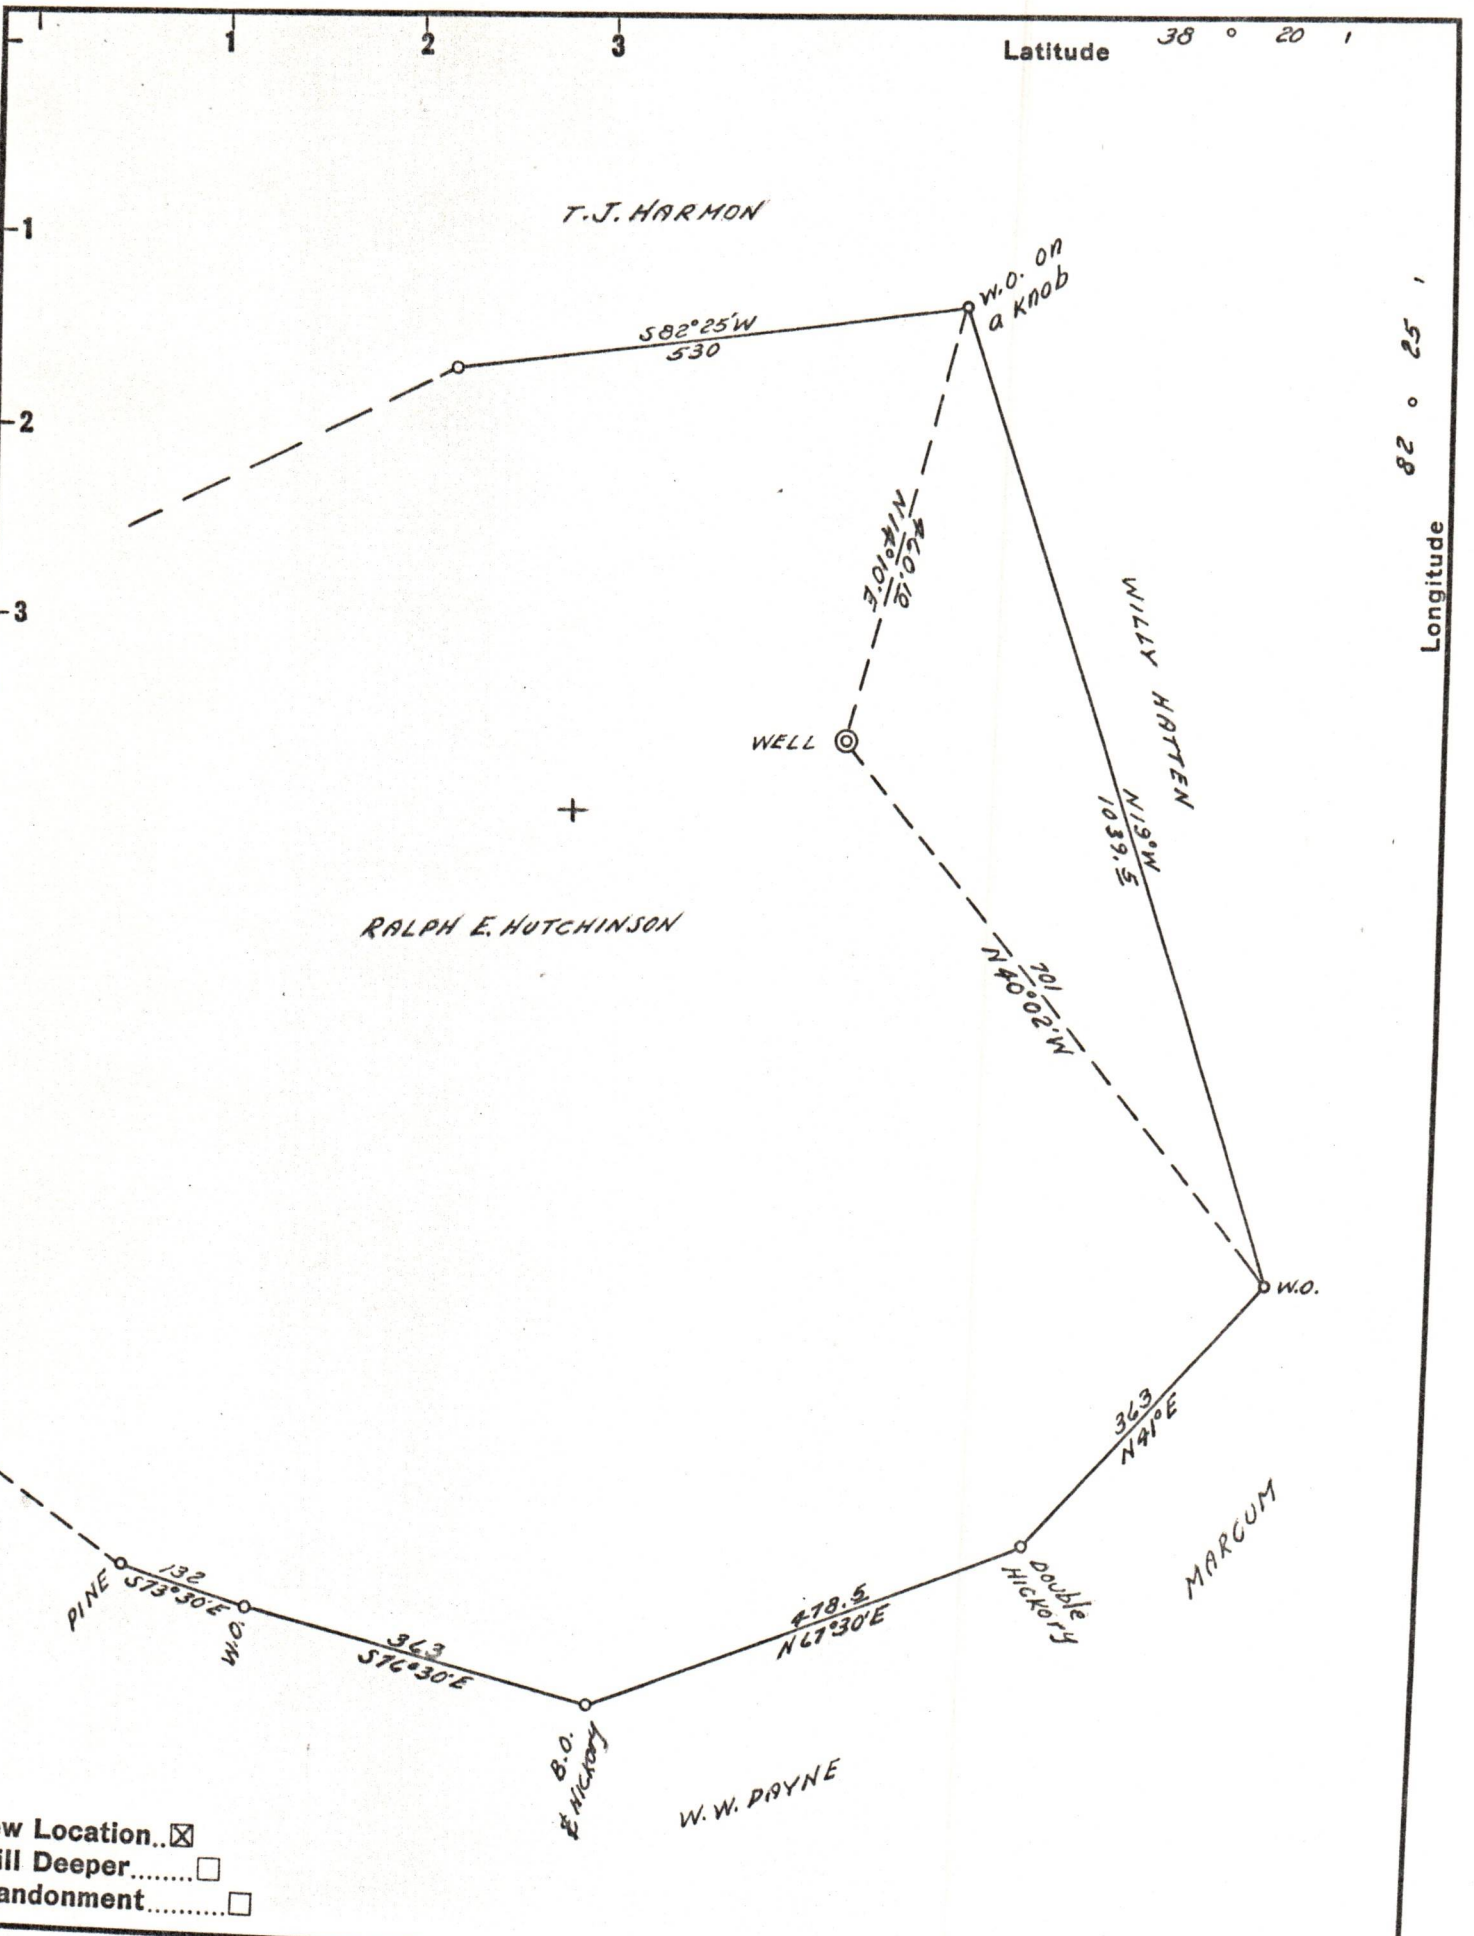 1 2 3
Latitude 38 ° 20 '
-1
-2
-3
T.J. HARMON
W.O. on
a Knob
S82°25'W
530
82 ° 25 '
Longitude
N14°10'E
460.10
WILLY HATTEN
WELL
N19°W
1039.5
RALPH E. HUTCHINSON
701
N40°02'W
W.O.
363
N41°E
MARCUM
Double
Hickory
PINE
132
S73°30'E
W.O.
363
S76°30'E
478.5
N67°30'E
B.O.
& Hickory
W.W. PAYNE
w Location..☒
ill Deeper........☐
andonment..........☐